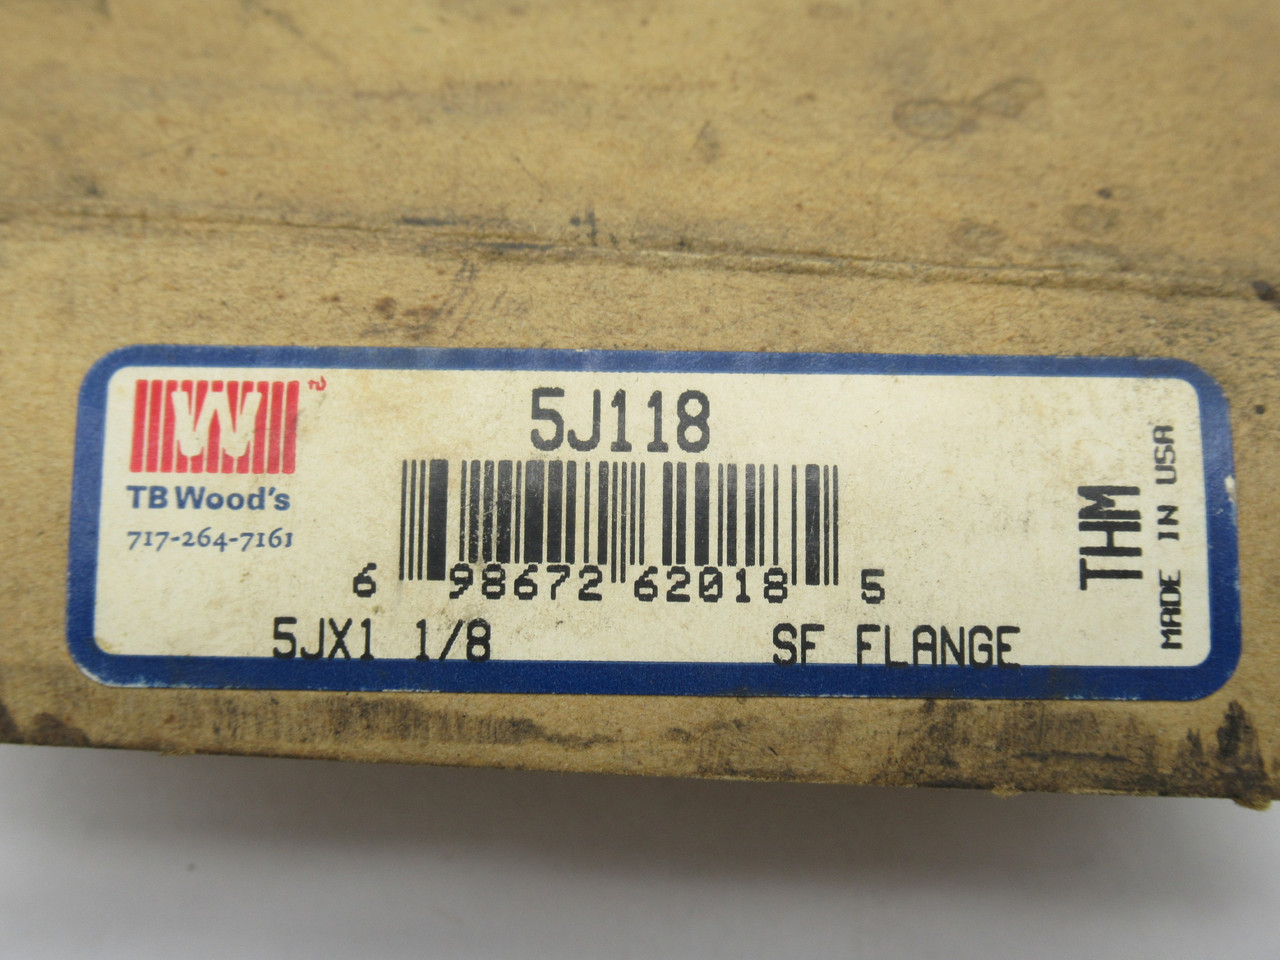 5J118
W
TB Wood's
717-264-7161
6 98672 62018 5
5JX1 1/8 SF FLANGE
THM
MADE IN USA